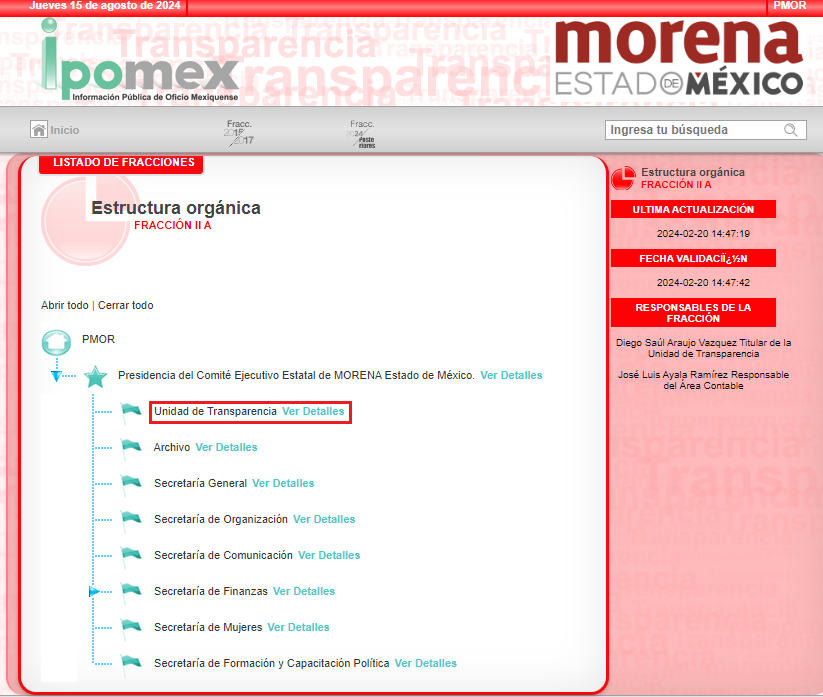 Jueves 15 de agosto de 2024
PMOR
ipomex
Información Pública de Oficio Mexiquense
morena
ESTADO DE MÉXICO
Inicio
Fracc.
2016
2017
Fracc.
2024
Poste
riores
Ingresa tu búsqueda
LISTADO DE FRACCIONES
Estructura orgánica
FRACCIÓN II A
Abrir todo | Cerrar todo
PMOR
Presidencia del Comité Ejecutivo Estatal de MORENA Estado de México. Ver Detalles
Unidad de Transparencia Ver Detalles
Archivo Ver Detalles
Secretaría General Ver Detalles
Secretaría de Organización Ver Detalles
Secretaría de Comunicación Ver Detalles
Secretaría de Finanzas Ver Detalles
Secretaría de Mujeres Ver Detalles
Secretaría de Formación y Capacitación Política Ver Detalles
Estructura orgánica
FRACCIÓN II A
ULTIMA ACTUALIZACIÓN
2024-02-20 14:47:19
FECHA VALIDACIÏ¿½N
2024-02-20 14:47:42
RESPONSABLES DE LA
FRACCIÓN
Diego Saúl Araujo Vazquez Titular de la
Unidad de Transparencia
José Luis Ayala Ramírez Responsable
del Área Contable